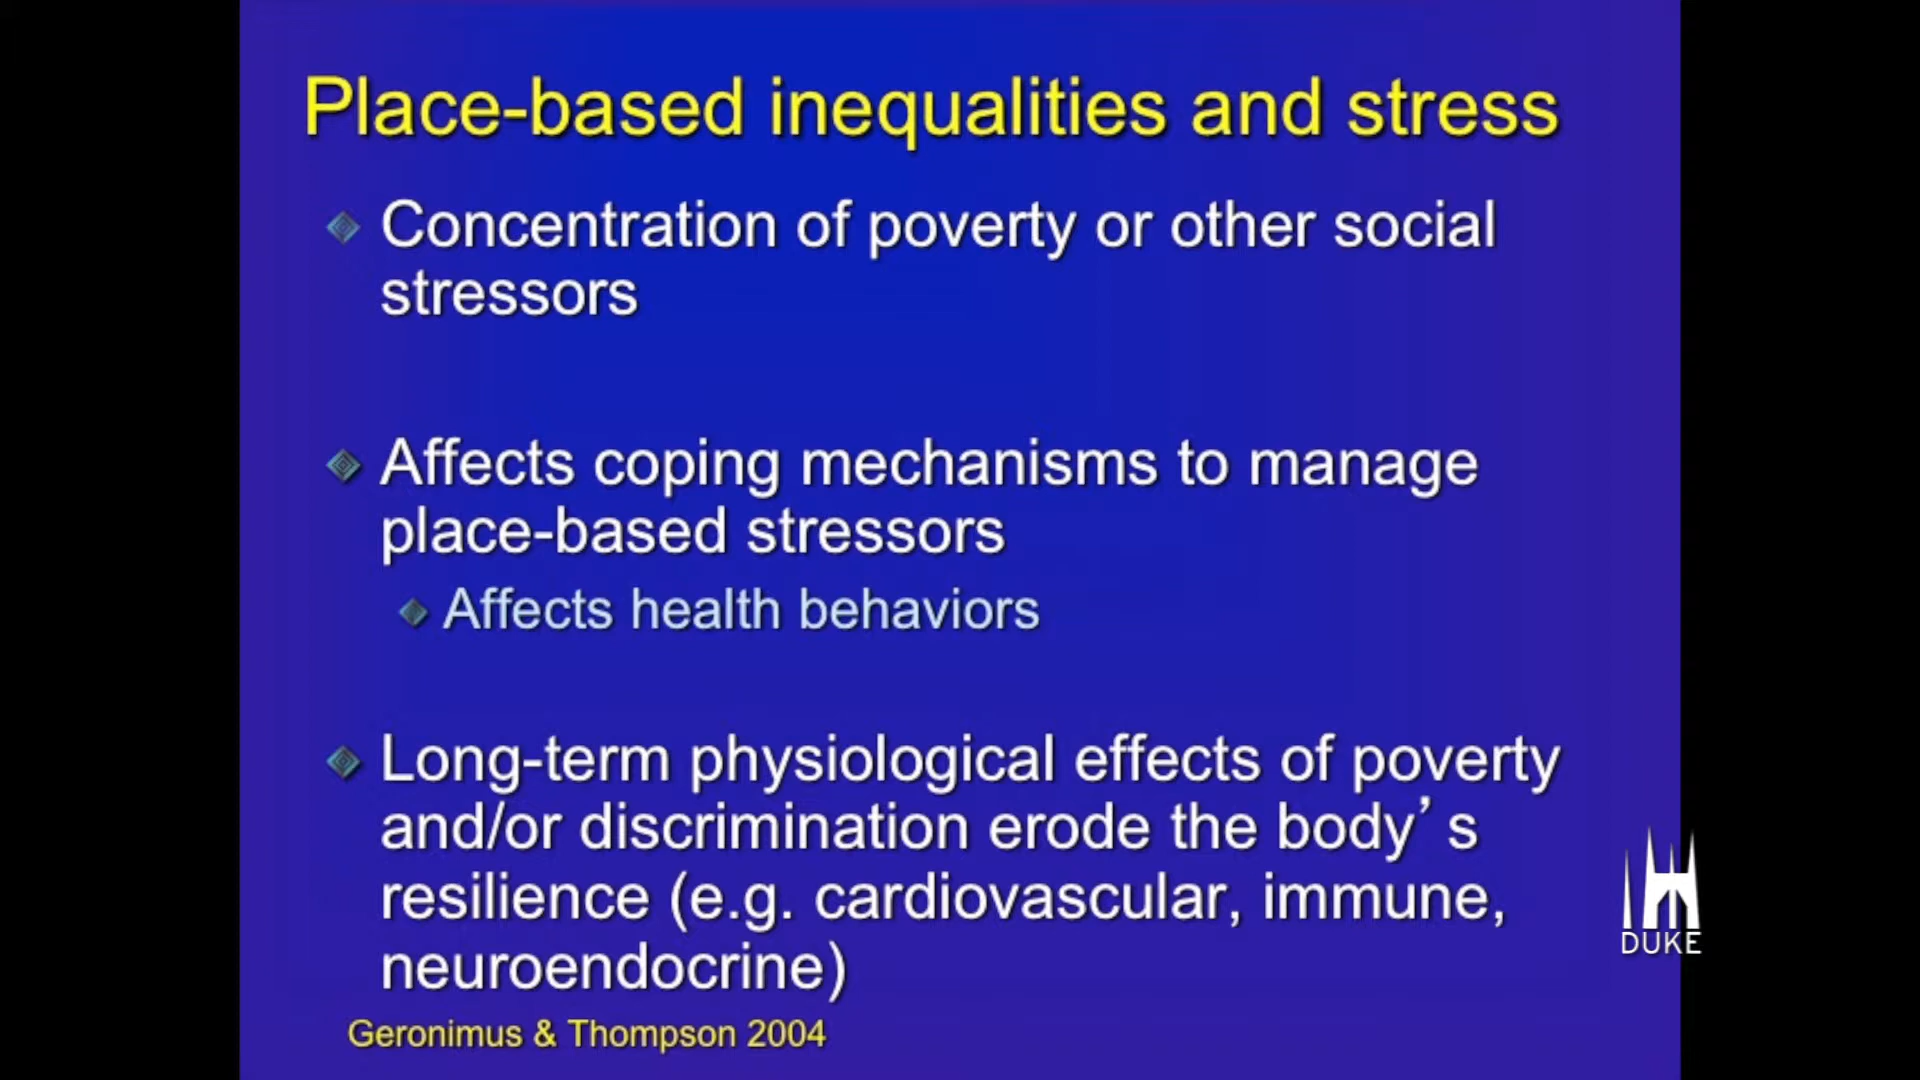 Place-based inequalities and stress
Concentration of poverty or other social
stressors
Affects coping mechanisms to manage
place-based stressors
Affects health behaviors
Long-term physiological effects of poverty
and/or discrimination erode the body’s
resilience (e.g. cardiovascular, immune,
neuroendocrine)
Geronimus & Thompson 2004
DUKE